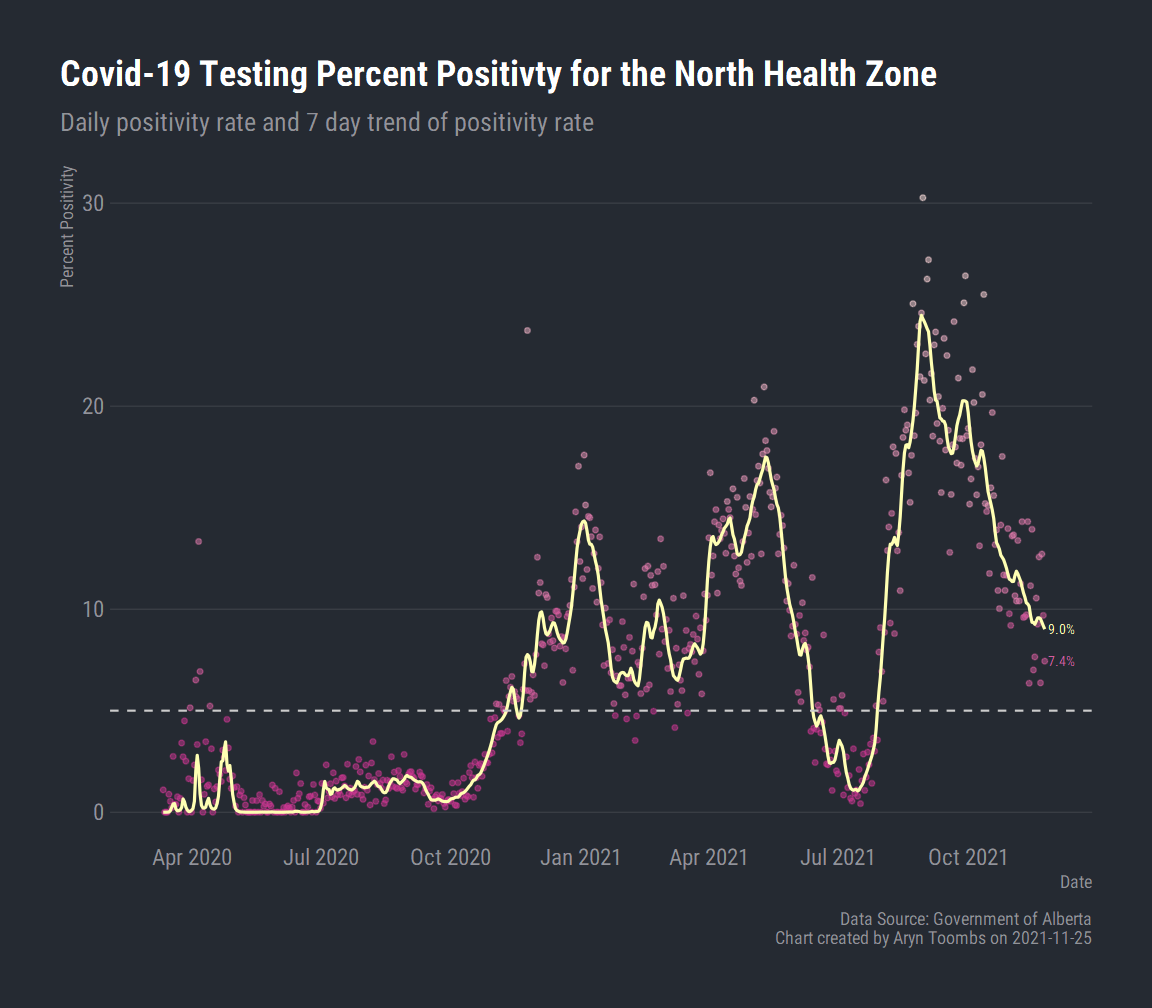 Covid-19 Testing Percent Positivty for the North Health Zone
Daily positivity rate and 7 day trend of positivity rate
Percent Positivity
30
20
10
0
9.0%
7.4%
Apr 2020
Jul 2020
Oct 2020
Jan 2021
Apr 2021
Jul 2021
Oct 2021
Date
Data Source: Government of Alberta
Chart created by Aryn Toombs on 2021-11-25